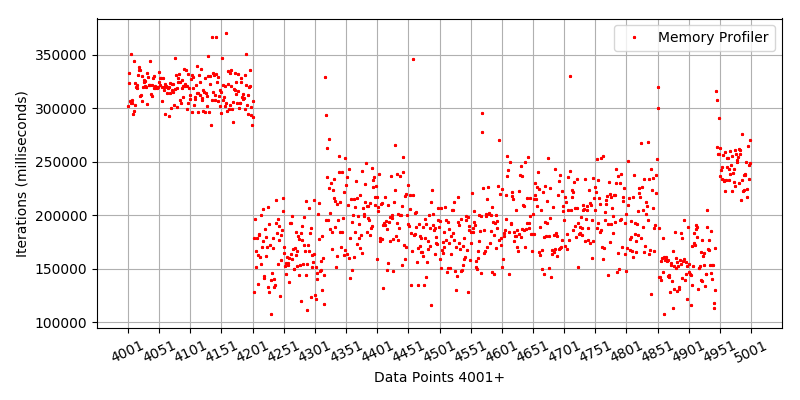 Memory Profiler
350000
300000
250000
200000
150000
100000
Iterations (milliseconds)
4001 4051 4101 4151 4201 4251 4301 4351 4401 4451 4501 4551 4601 4651 4701 4751 4801 4851 4901 4951 5001
Data Points 4001+